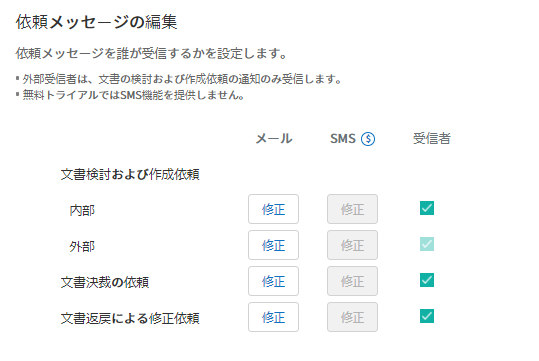 依頼メッセージの編集
依頼メッセージを誰が受信するかを設定します。
• 外部受信者は、文書の検討および作成依頼の通知のみ受信します。
• 無料トライアルではSMS機能を提供しません。
メール SMS $ 受信者
文書検討および作成依頼
内部 修正 修正
外部 修正 修正
文書決裁の依頼 修正 修正
文書返戻による修正依頼 修正 修正